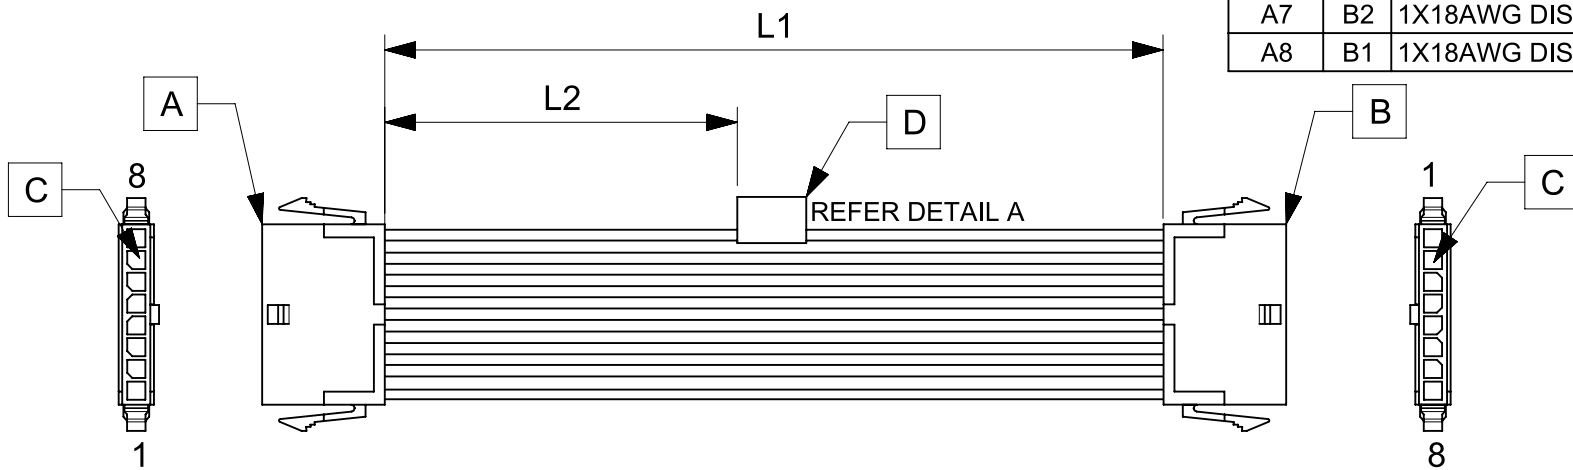 A7 B2 1X18AWG DIS
A8 B1 1X18AWG DIS
L1
L2
A
D
B
C
8
REFER DETAIL A
1
C
1
8